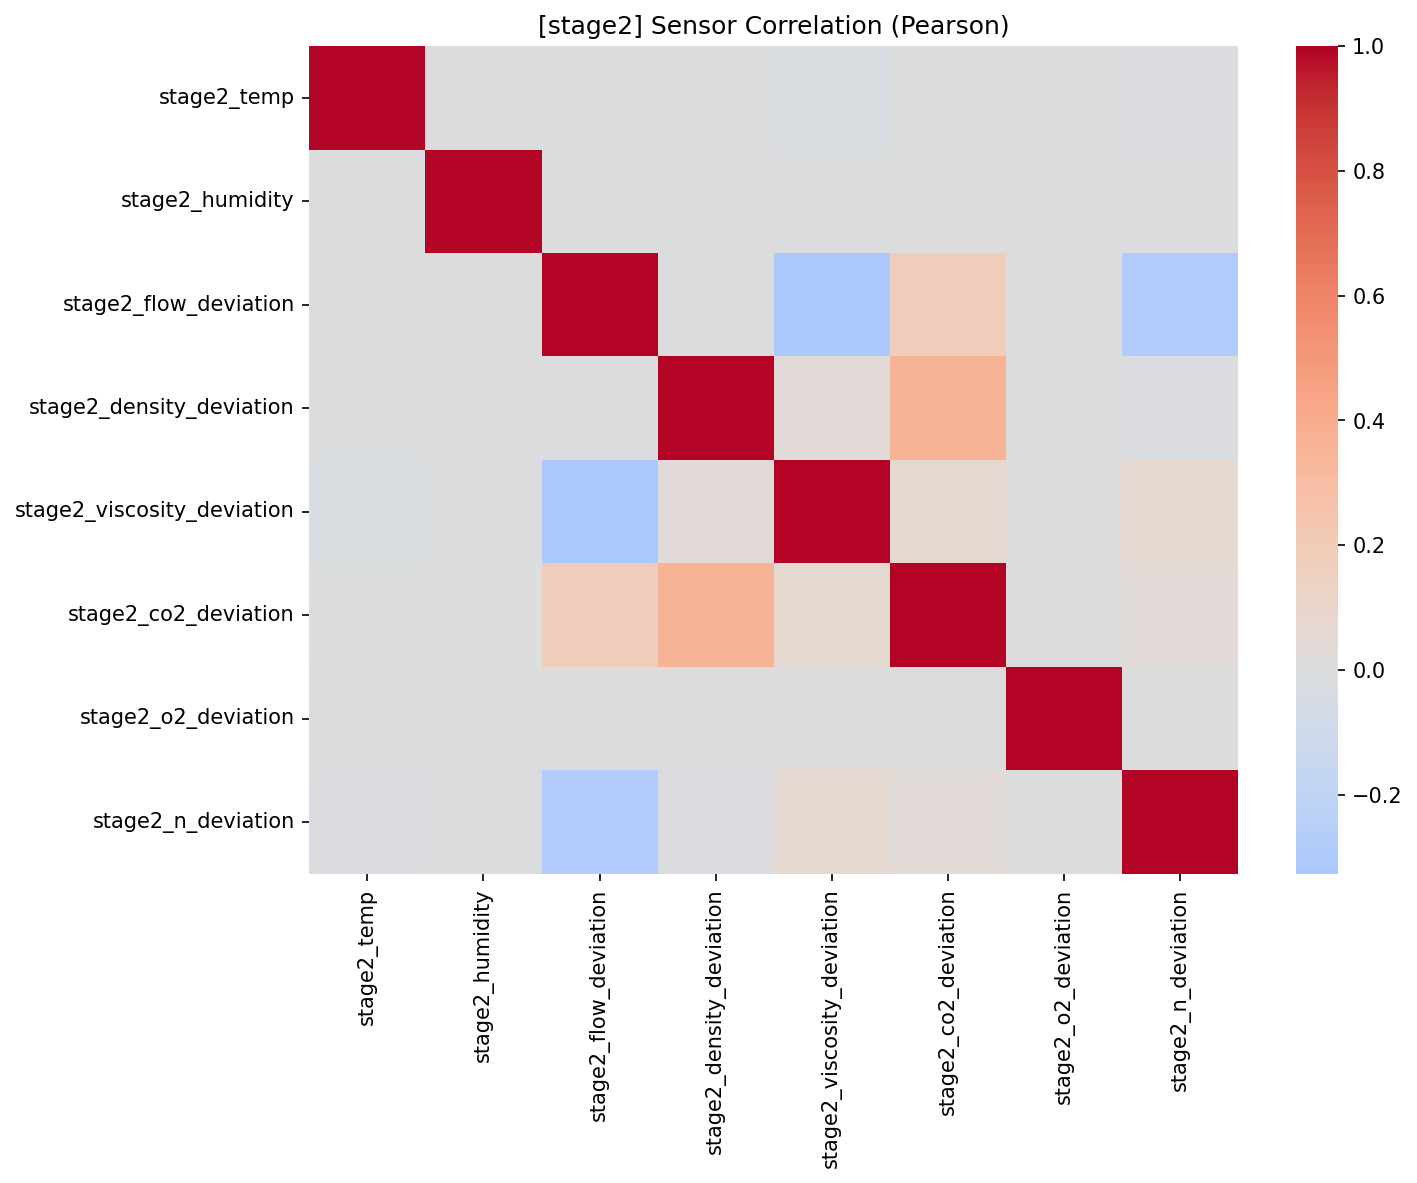 [stage2] Sensor Correlation (Pearson)
stage2_temp
stage2_humidity
stage2_flow_deviation
stage2_density_deviation
stage2_viscosity_deviation
stage2_co2_deviation
stage2_o2_deviation
stage2_n_deviation
stage2_temp
stage2_humidity
stage2_flow_deviation
stage2_density_deviation
stage2_viscosity_deviation
stage2_co2_deviation
stage2_o2_deviation
stage2_n_deviation
1.0
0.8
0.6
0.4
0.2
0.0
−0.2